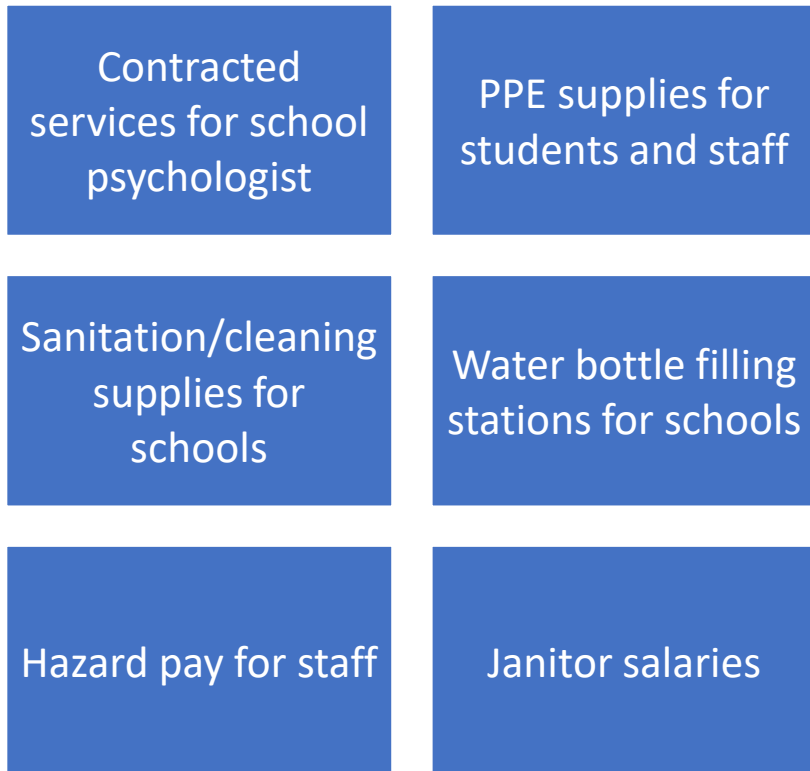 Contracted
services for school
psychologist
PPE supplies for
students and staff
Sanitation/cleaning
supplies for
schools
Water bottle filling
stations for schools
Hazard pay for staff
Janitor salaries